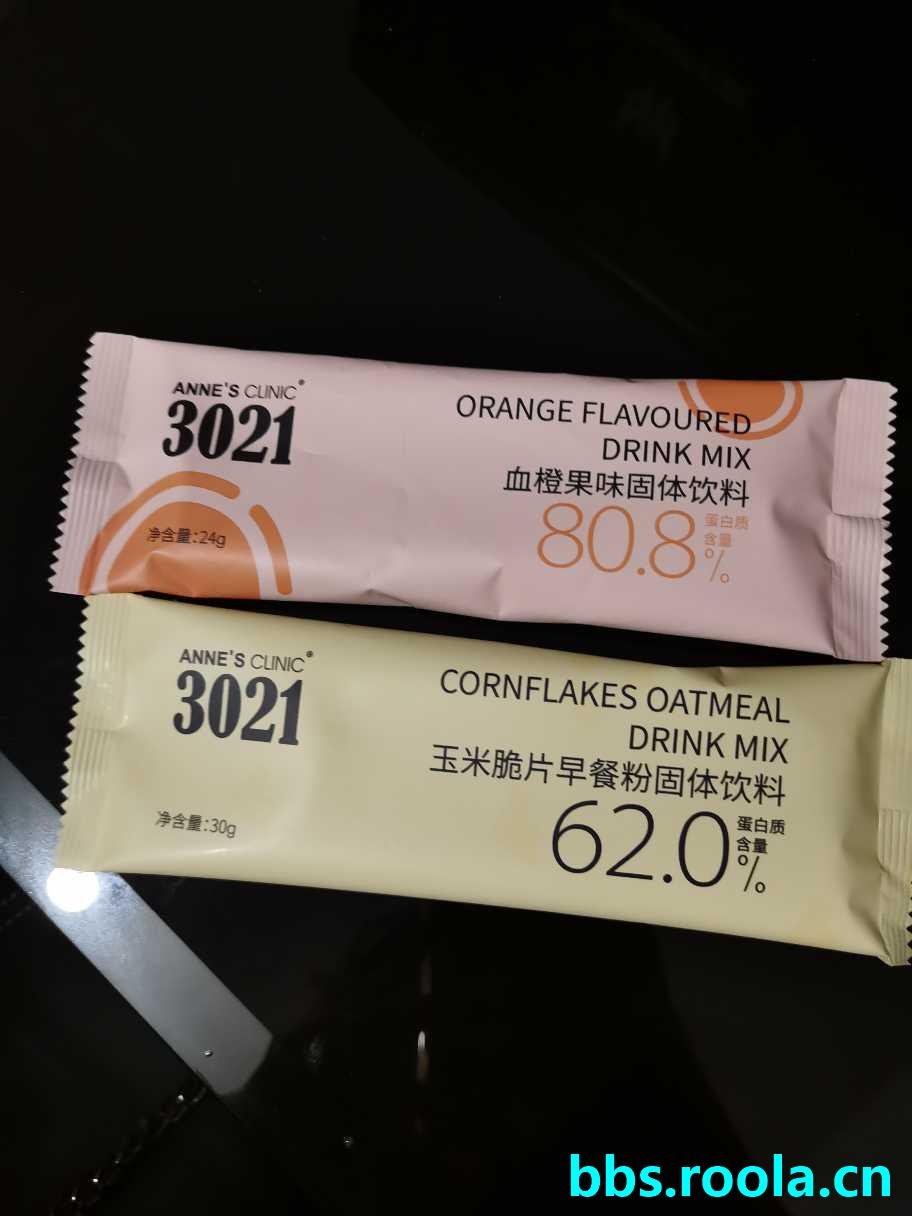 ANNE'S CLINIC®
3021
净含量:24g
ORANGE FLAVOURED
DRINK MIX
血橙果味固体饮料
80.8%
蛋白质
含量
ANNE'S CLINIC®
3021
净含量:30g
CORNFLAKES OATMEAL
DRINK MIX
玉米脆片早餐粉固体饮料
62.0%
蛋白质
含量
bbs.roola.cn